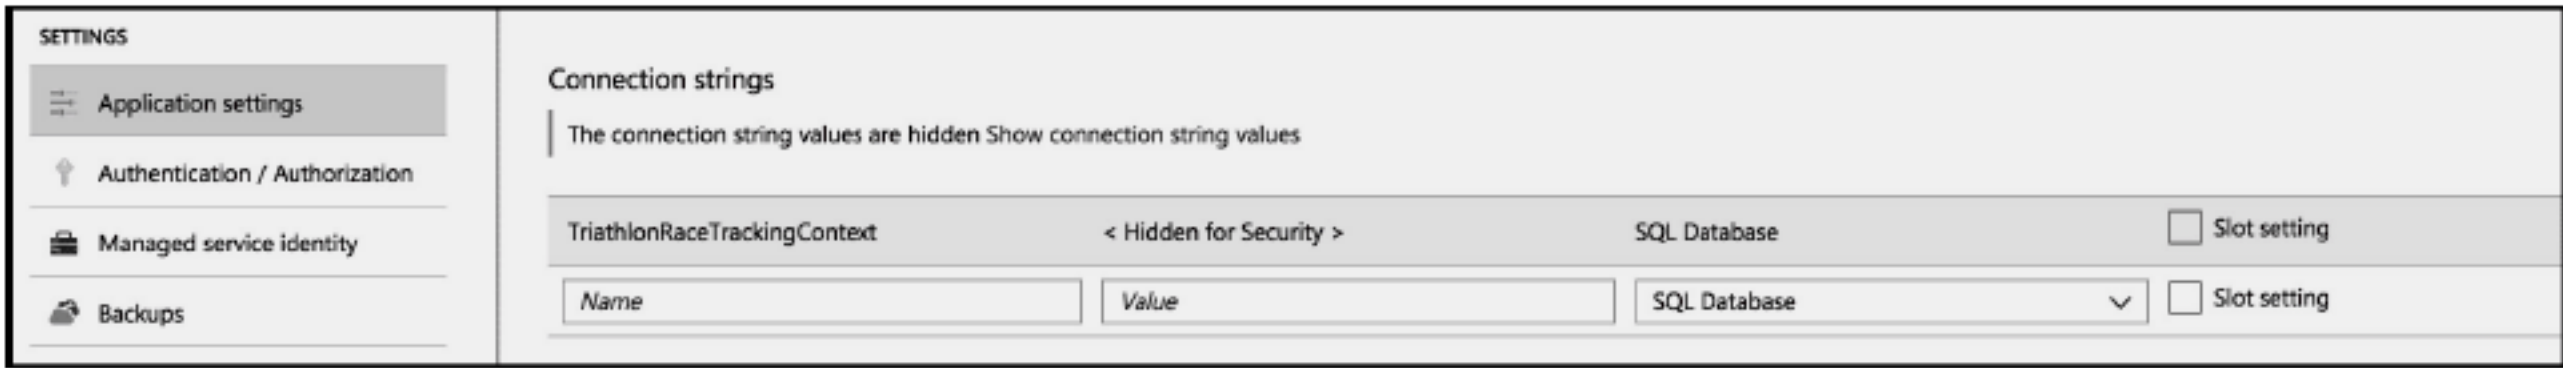 SETTINGS
Application settings
Authentication / Authorization
Managed service identity
Backups
Connection strings
The connection string values are hidden Show connection string values
TriathlonRaceTrackingContext < Hidden for Security > SQL Database Slot setting
Name Value SQL Database Slot setting